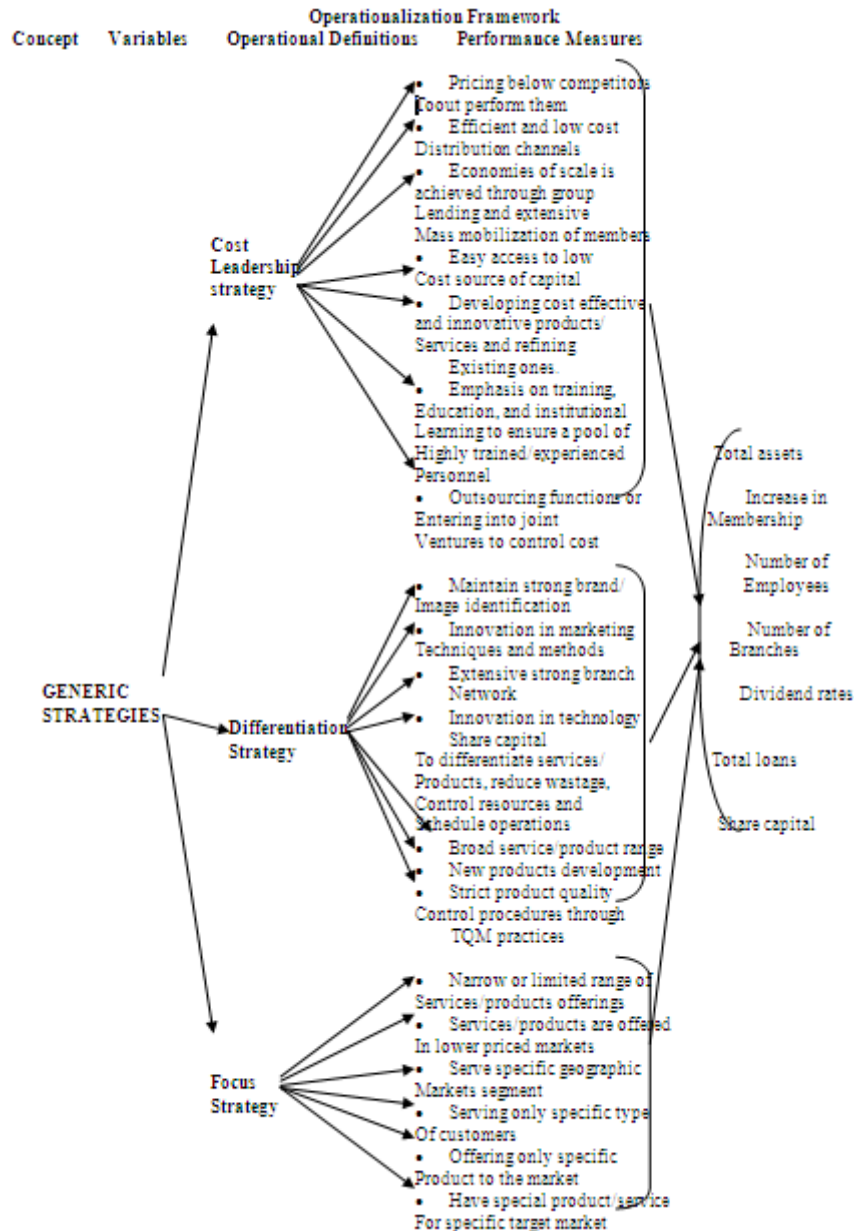 Operationalization Framework
Concept Variables Operational Definitions Performance Measures
• Pricing below competitors
Toout perform them
• Efficient and low cost
Distribution channels
• Economies of scale is
achieved through group
Lending and extensive
Mass mobilization of members
• Easy access to low
Cost source of capital
• Developing cost effective
and innovative products/
Services and refining
Existing ones.
• Emphasis on training,
Education, and institutional
Learning to ensure a pool of
Highly trained/experienced
Personnel
• Outsourcing functions or
Entering into joint
Ventures to control cost
Cost
Leadership
strategy
• Maintain strong brand/
Image identification
• Innovation in marketing
Techniques and methods
• Extensive strong branch
Network
• Innovation in technology
Share capital
To differentiate services/
Products, reduce wastage,
Control resources and
Schedule operations
• Broad service/product range
• New products development
• Strict product quality
Control procedures through
TQM practices
GENERIC
STRATEGIES
Differentiation
Strategy
• Narrow or limited range of
Services/products offerings
• Services/products are offered
In lower priced markets
• Serve specific geographic
Markets segment
• Serving only specific type
Of customers
• Offering only specific
Product to the market
• Have special product/service
For specific target market
Focus
Strategy
Total assets
Increase in
Membership
Number of
Employees
Number of
Branches
Dividend rates
Total loans
Share capital